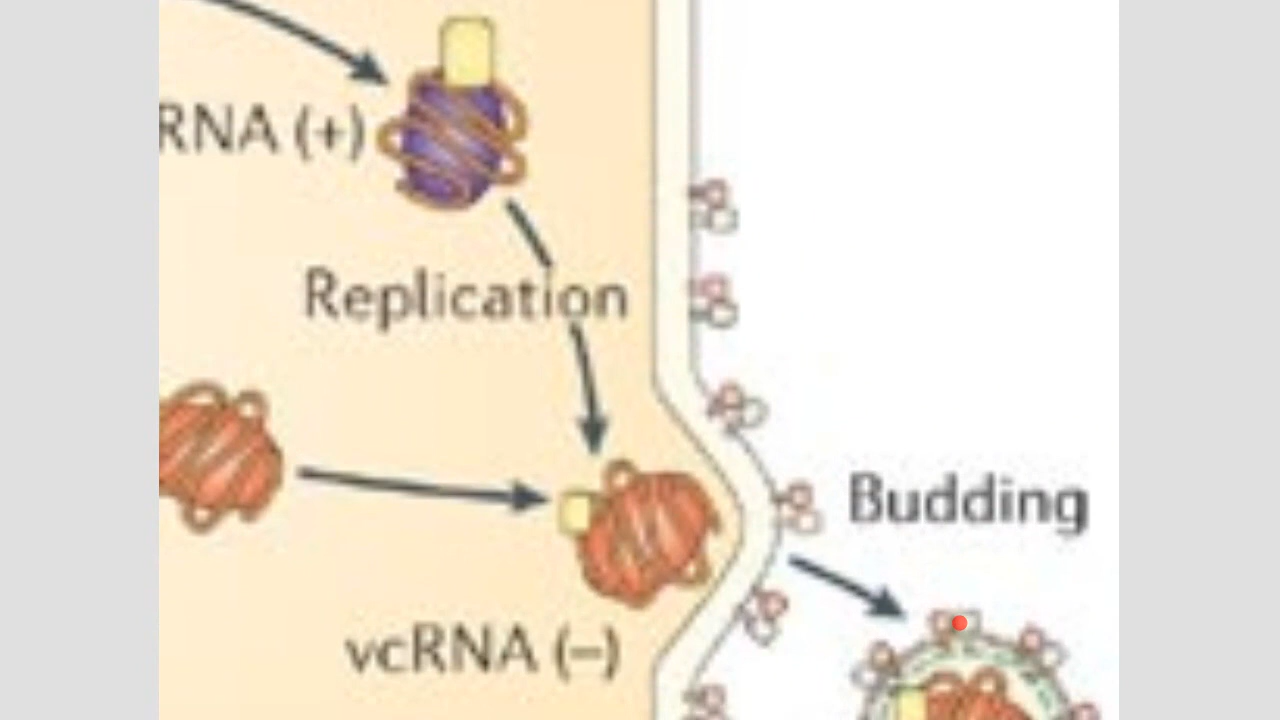 RNA (+)
Replication
Budding
vcRNA (–)